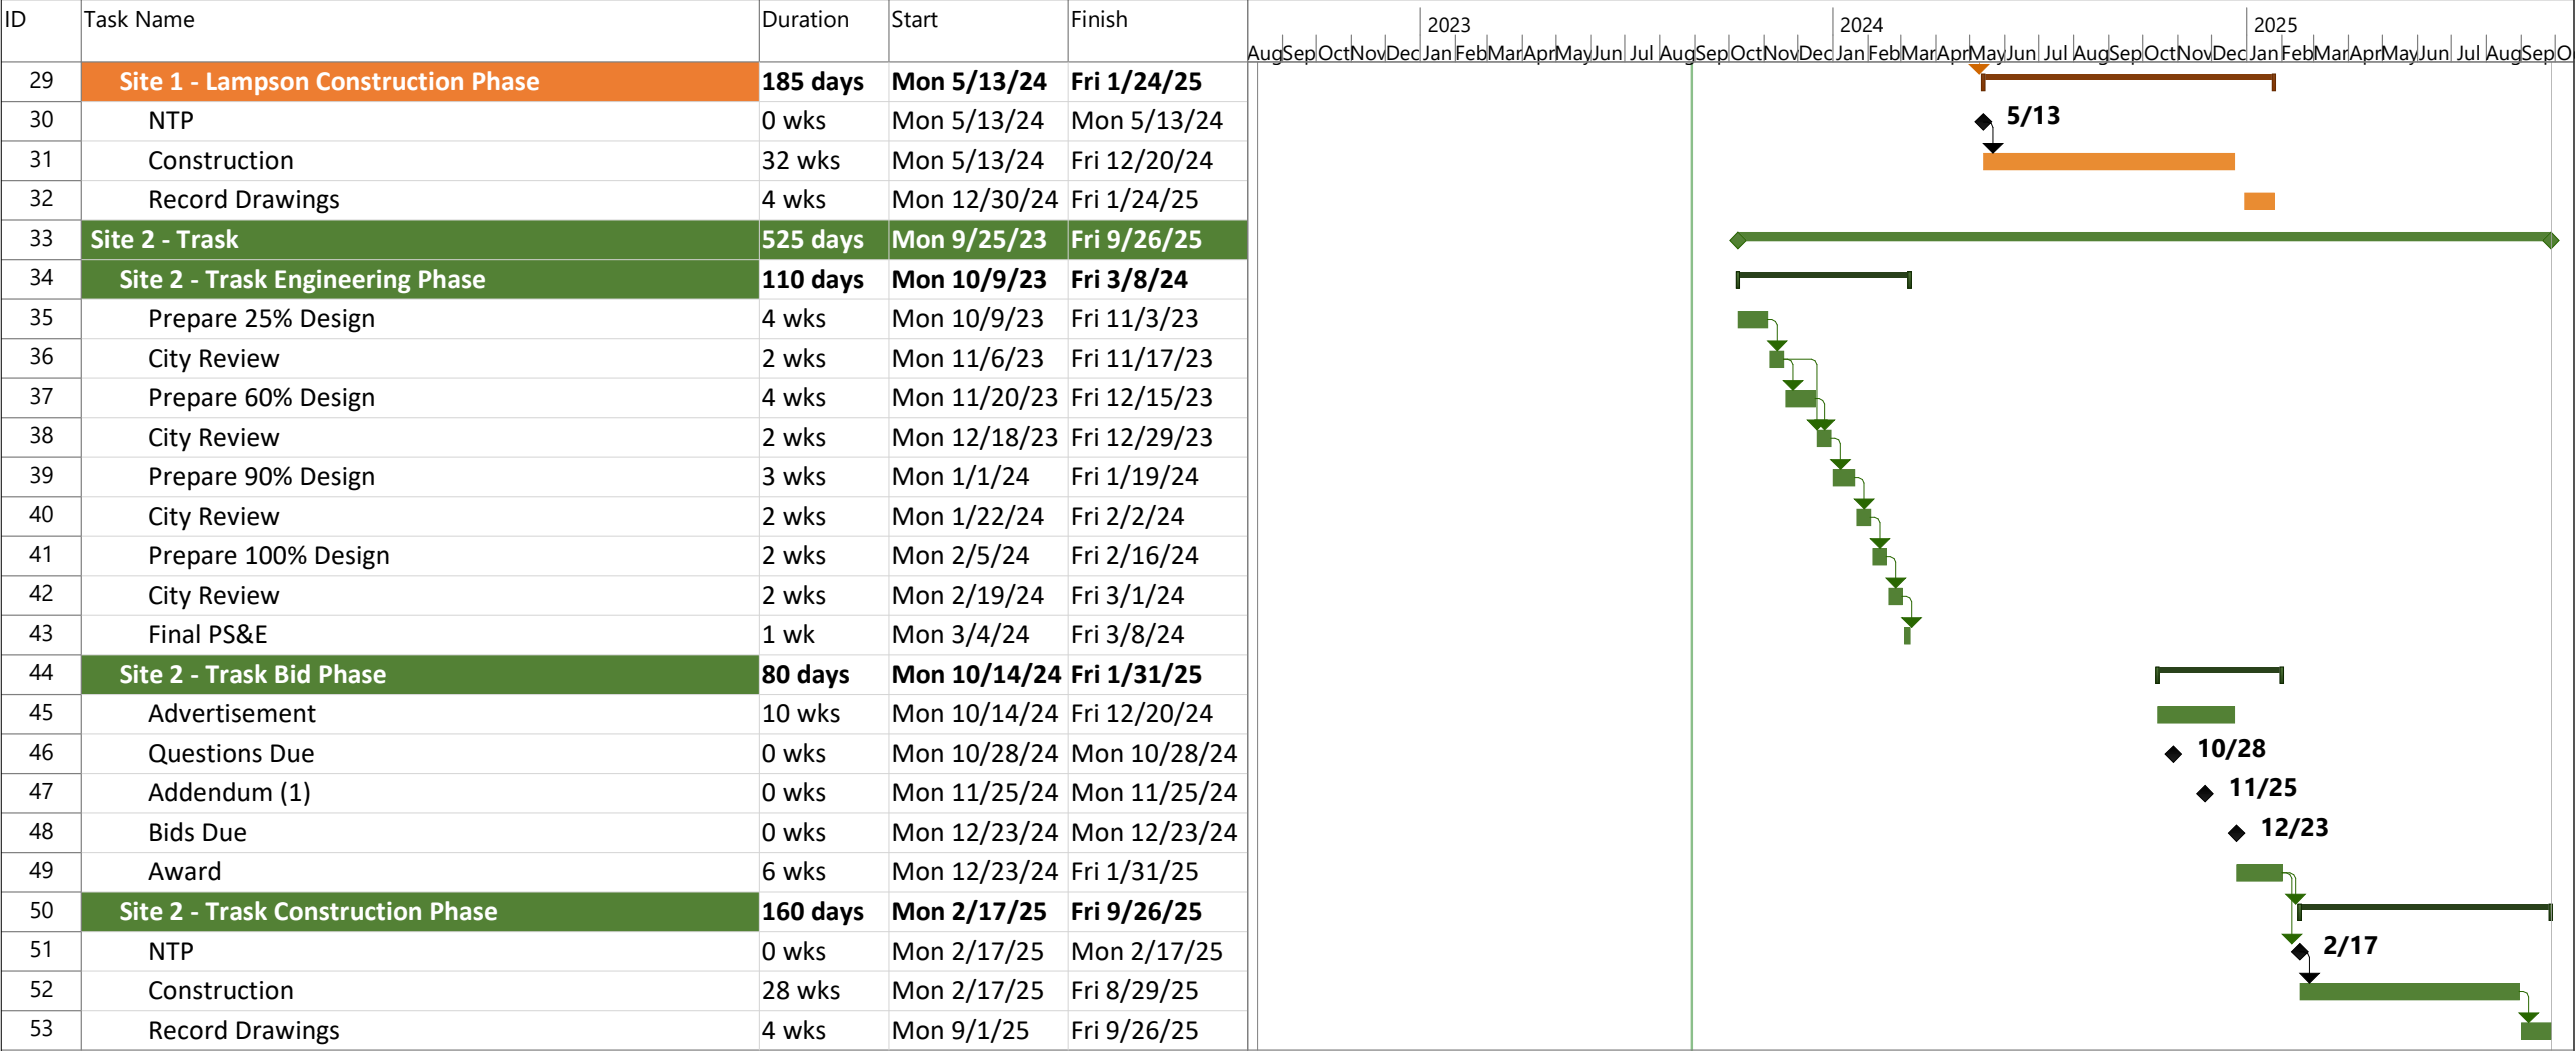 ID Task Name Duration Start Finish 2023 2024 2025
Aug Sep Oct Nov Dec Jan Feb Mar Apr May Jun Jul Aug Sep Oct Nov Dec Jan Feb Mar Apr May Jun Jul Aug Sep Oct Nov Dec Jan Feb Mar Apr May Jun Jul Aug Sep O
29 Site 1 - Lampson Construction Phase 185 days Mon 5/13/24 Fri 1/24/25
30 NTP 0 wks Mon 5/13/24 Mon 5/13/24 5/13
31 Construction 32 wks Mon 5/13/24 Fri 12/20/24
32 Record Drawings 4 wks Mon 12/30/24 Fri 1/24/25
33 Site 2 - Trask 525 days Mon 9/25/23 Fri 9/26/25
34 Site 2 - Trask Engineering Phase 110 days Mon 10/9/23 Fri 3/8/24
35 Prepare 25% Design 4 wks Mon 10/9/23 Fri 11/3/23
36 City Review 2 wks Mon 11/6/23 Fri 11/17/23
37 Prepare 60% Design 4 wks Mon 11/20/23 Fri 12/15/23
38 City Review 2 wks Mon 12/18/23 Fri 12/29/23
39 Prepare 90% Design 3 wks Mon 1/1/24 Fri 1/19/24
40 City Review 2 wks Mon 1/22/24 Fri 2/2/24
41 Prepare 100% Design 2 wks Mon 2/5/24 Fri 2/16/24
42 City Review 2 wks Mon 2/19/24 Fri 3/1/24
43 Final PS&E 1 wk Mon 3/4/24 Fri 3/8/24
44 Site 2 - Trask Bid Phase 80 days Mon 10/14/24 Fri 1/31/25
45 Advertisement 10 wks Mon 10/14/24 Fri 12/20/24
46 Questions Due 0 wks Mon 10/28/24 Mon 10/28/24 10/28
47 Addendum (1) 0 wks Mon 11/25/24 Mon 11/25/24 11/25
48 Bids Due 0 wks Mon 12/23/24 Mon 12/23/24 12/23
49 Award 6 wks Mon 12/23/24 Fri 1/31/25
50 Site 2 - Trask Construction Phase 160 days Mon 2/17/25 Fri 9/26/25
51 NTP 0 wks Mon 2/17/25 Mon 2/17/25 2/17
52 Construction 28 wks Mon 2/17/25 Fri 8/29/25
53 Record Drawings 4 wks Mon 9/1/25 Fri 9/26/25